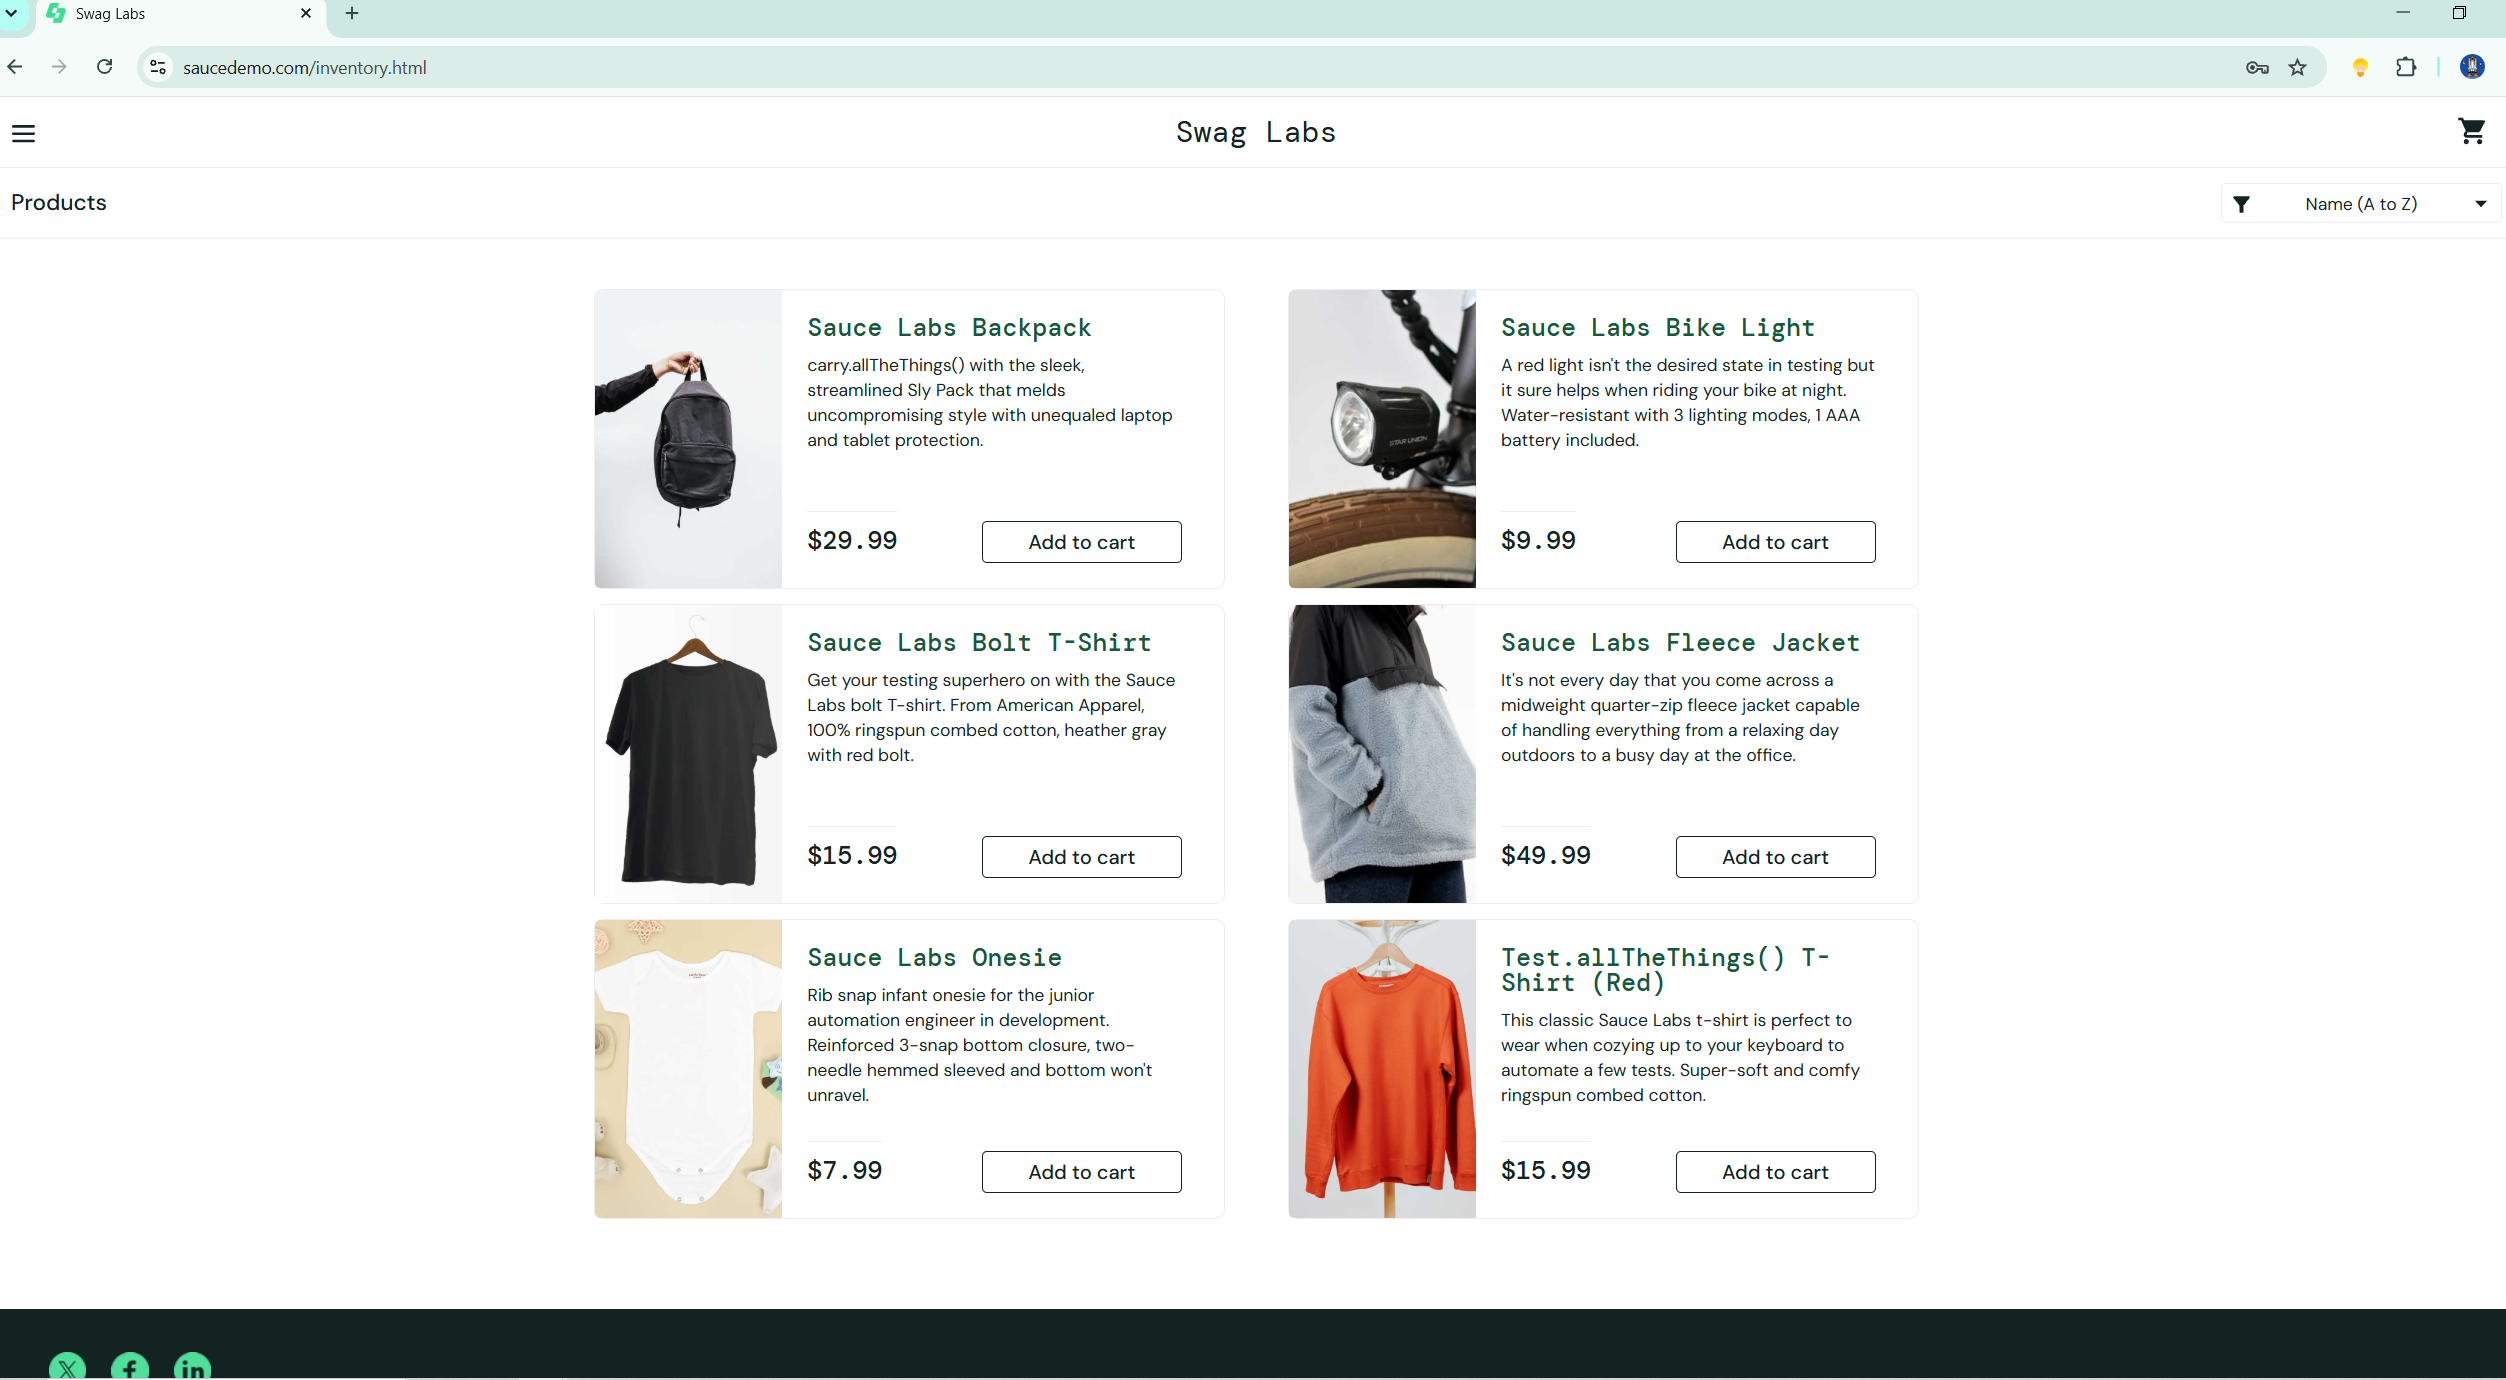 Swag Labs
saucedemo.com/inventory.html
Swag Labs
Products
Name (A to Z)
Sauce Labs Backpack
carry.allTheThings() with the sleek,
streamlined Sly Pack that melds
uncompromising style with unequaled laptop
and tablet protection.
$29.99
Add to cart
Sauce Labs Bike Light
A red light isn't the desired state in testing but
it sure helps when riding your bike at night.
Water-resistant with 3 lighting modes, 1 AAA
battery included.
STAR UNION
$9.99
Add to cart
Sauce Labs Bolt T-Shirt
Get your testing superhero on with the Sauce
Labs bolt T-shirt. From American Apparel,
100% ringspun combed cotton, heather gray
with red bolt.
$15.99
Add to cart
Sauce Labs Fleece Jacket
It's not every day that you come across a
midweight quarter-zip fleece jacket capable
of handling everything from a relaxing day
outdoors to a busy day at the office.
$49.99
Add to cart
Sauce Labs Onesie
Rib snap infant onesie for the junior
automation engineer in development.
Reinforced 3-snap bottom closure, two-
needle hemmed sleeved and bottom won't
unravel.
$7.99
Add to cart
Test.allTheThings() T-
Shirt (Red)
This classic Sauce Labs t-shirt is perfect to
wear when cozying up to your keyboard to
automate a few tests. Super-soft and comfy
ringspun combed cotton.
$15.99
Add to cart